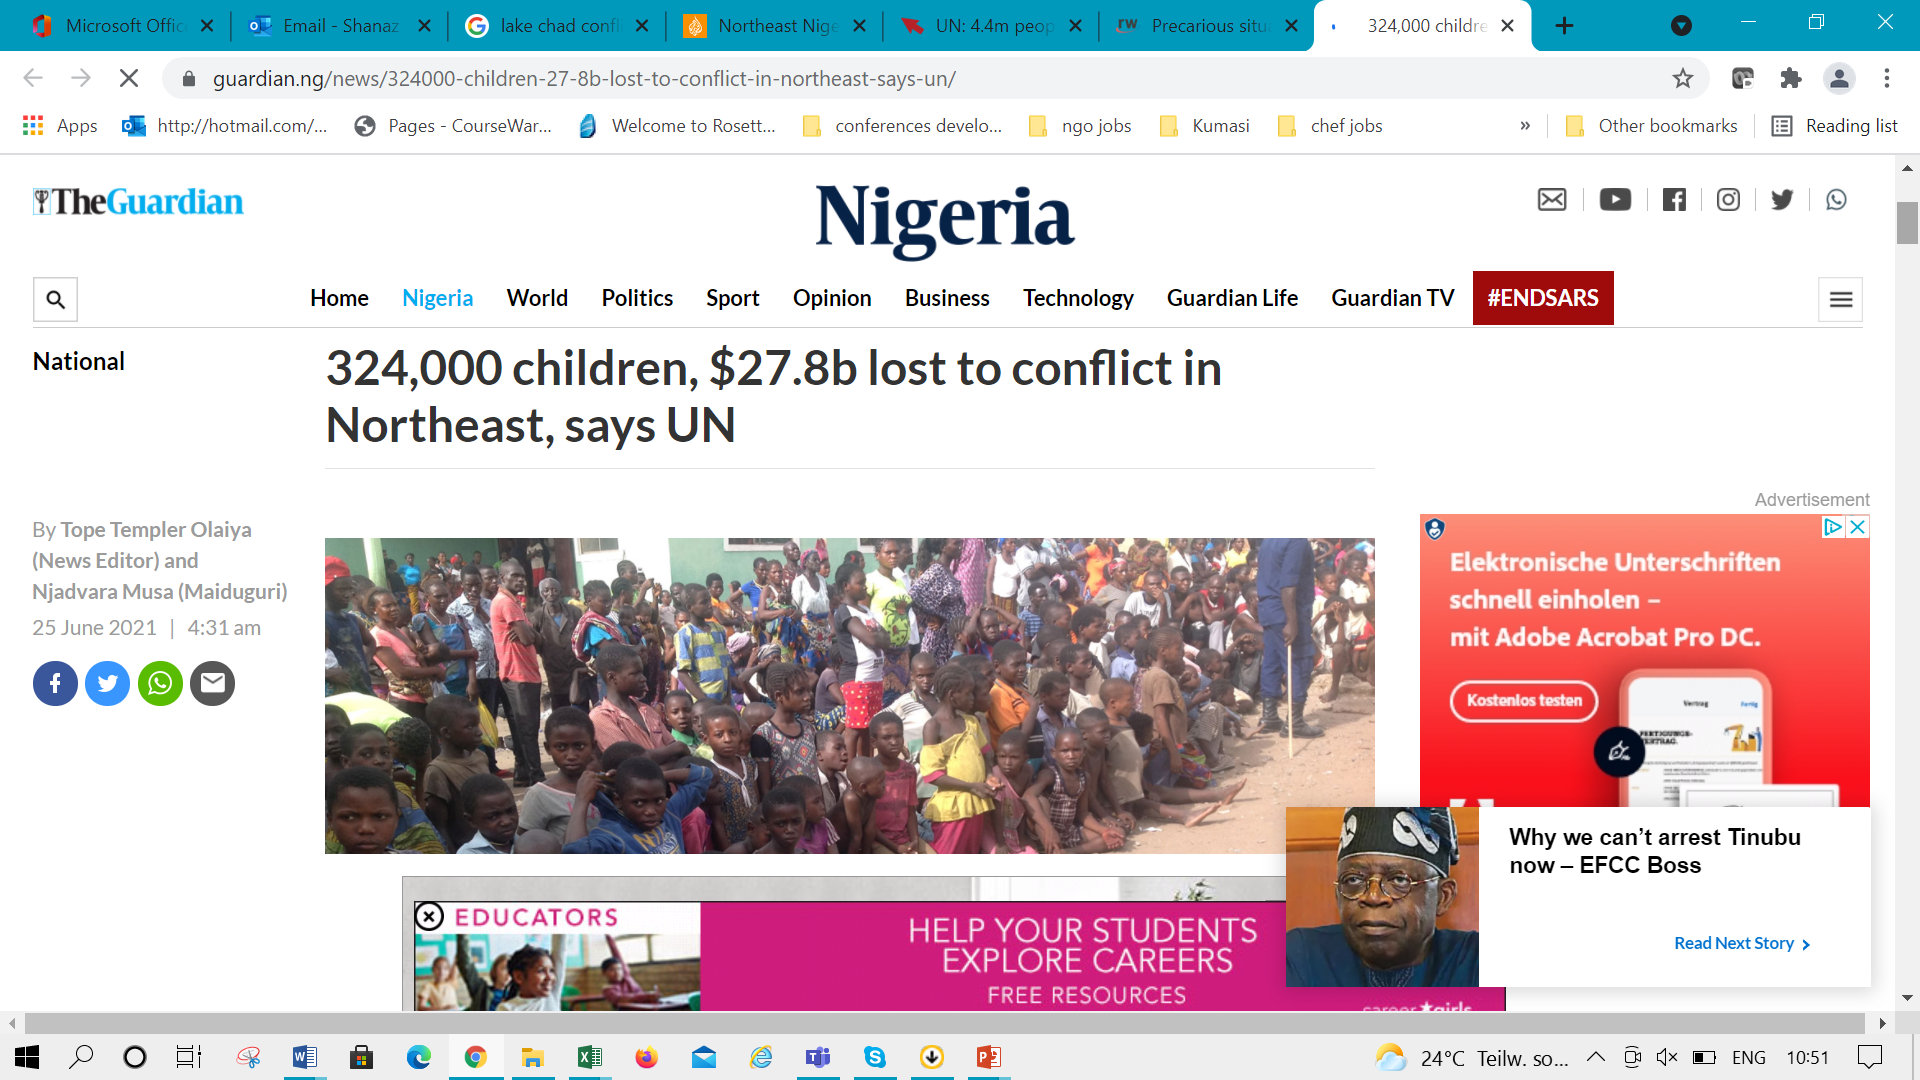 Microsoft Offic
Email - Shanaz
lake chad confl
Northeast Nige
UN: 4.4m peop
rw Precarious situa
324,000 childre
guardian.ng/news/324000-children-27-8b-lost-to-conflict-in-northeast-says-un/
Apps
http://hotmail.com/...
Pages - CourseWar...
Welcome to Rosett...
conferences develo...
ngo jobs
Kumasi
chef jobs
»
Other bookmarks
Reading list
TheGuardian
Nigeria
Home Nigeria World Politics Sport Opinion Business Technology Guardian Life Guardian TV #ENDSARS
National
324,000 children, $27.8b lost to conflict in
Northeast, says UN
By Tope Templer Olaiya
(News Editor) and
Njadvara Musa (Maiduguri)
25 June 2021 | 4:31 am
Advertisement
Elektronische Unterschriften
schnell einholen –
mit Adobe Acrobat Pro DC.
Kostenlos testen
Vertrag Fertig
Why we can’t arrest Tinubu
now – EFCC Boss
Read Next Story
EDUCATORS
HELP YOUR STUDENTS
EXPLORE CAREERS
FREE RESOURCES
24°C Teilw. so... ENG 10:51